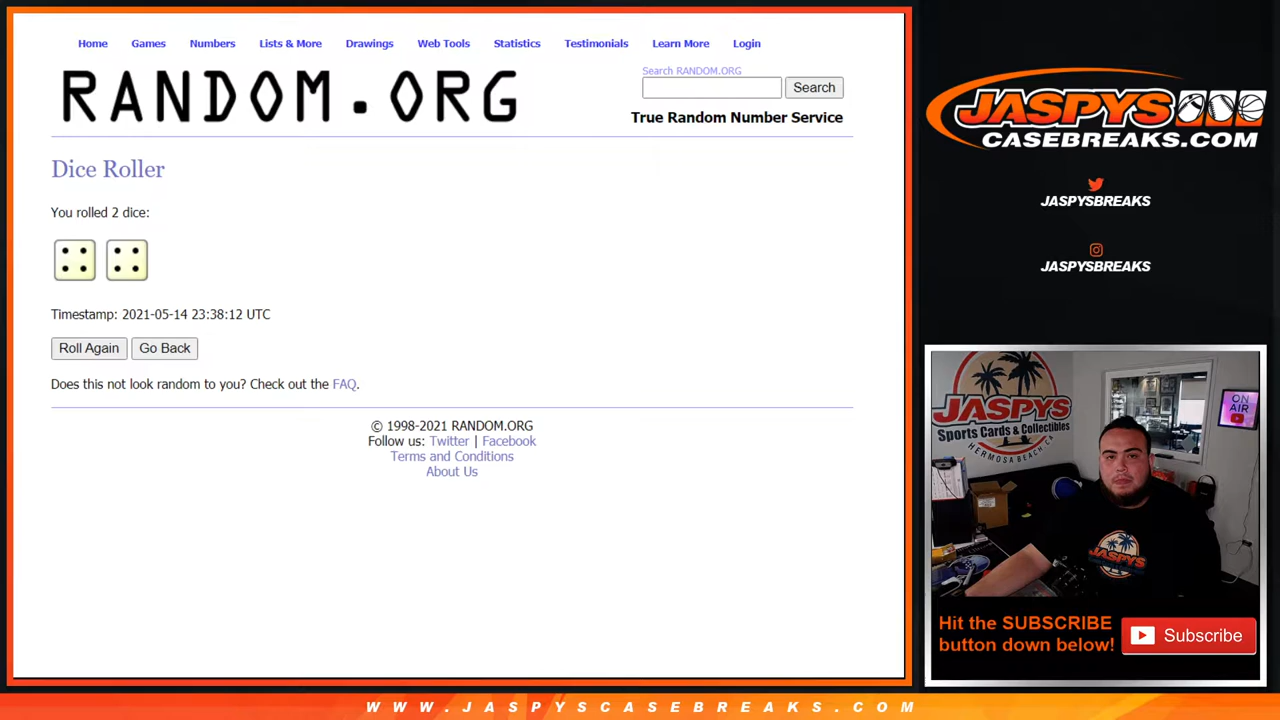 Home Games Numbers Lists & More Drawings Web Tools Statistics Testimonials Learn More Login
RANDOM.ORG
Search RANDOM.ORG
Search
True Random Number Service
Dice Roller
You rolled 2 dice:
Timestamp: 2021-05-14 23:38:12 UTC
Roll Again Go Back
Does this not look random to you? Check out the FAQ.
© 1998-2021 RANDOM.ORG
Follow us: Twitter | Facebook
Terms and Conditions
About Us
JASPYS
CASEBREAKS.COM
JASPYSBREAKS
JASPYSBREAKS
JASPYS
Sports Cards & Collectibles
HERMOSA BEACH CA
ON
AIR
JASPYS
Hit the SUBSCRIBE
button down below!
Subscribe
WWW.JASPYSCASEBREAKS.COM